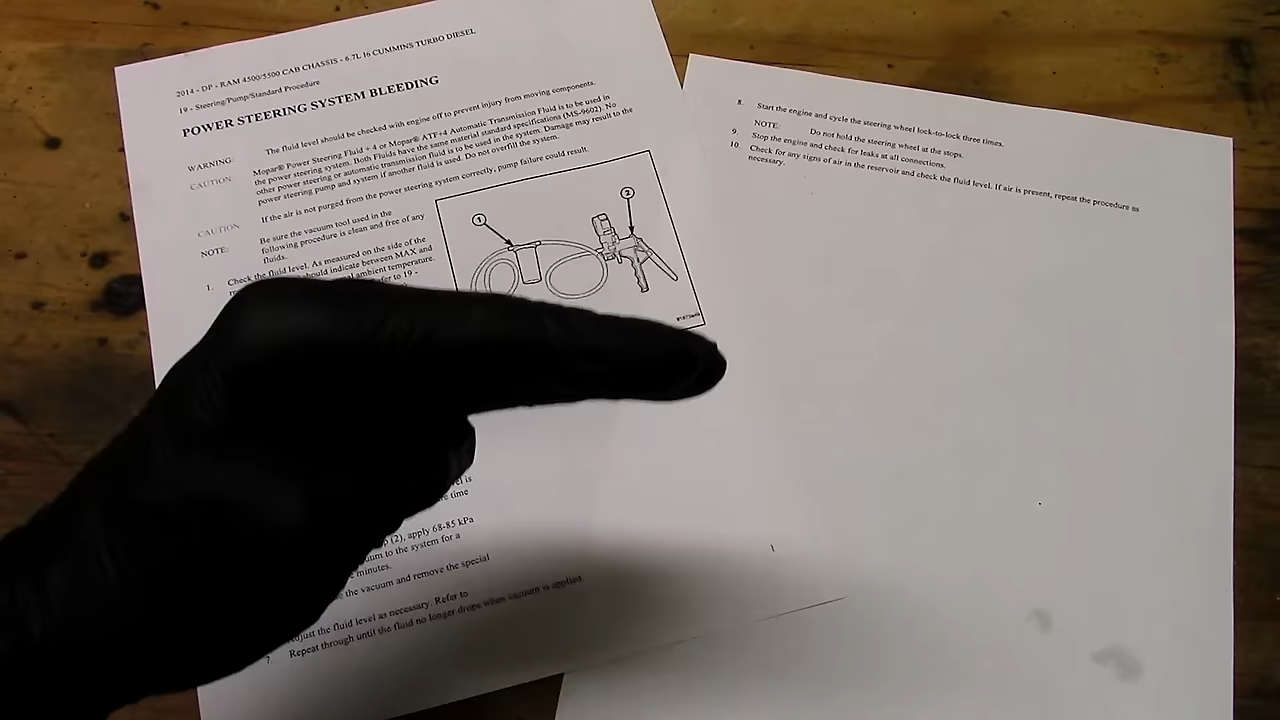 2014 - DP - RAM 4500/5500 CAB CHASSIS - 6.7L I6 CUMMINS TURBO DIESEL
19 - Steering/Pump/Standard Procedure
POWER STEERING SYSTEM BLEEDING
WARNING: The fluid level should be checked with engine off to prevent injury from moving components.
CAUTION Mopar® Power Steering Fluid + 4 or Mopar® ATF+4 Automatic Transmission Fluid is to be used in
the power steering system. Both Fluids have the same material standard specifications (MS-9602). No
other power steering or automatic transmission fluid is to be used in the system. Damage may result to the
power steering pump and system if another fluid is used. Do not overfill the system.
CAUTION If the air is not purged from the power steering system correctly, pump failure could result.
NOTE: Be sure the vacuum tool used in the
following procedure is clean and free of any
fluids.
1. Check the fluid level. As measured on the side of the
should indicate between MAX and
ambient temperature.
to 19 -
1
2
is
time
(2), apply 68-85 kPa
to the system for a
minutes.
the vacuum and remove the special
the fluid level as necessary. Refer to
7. Repeat through until the fluid no longer drops when vacuum is applied.
8. Start the engine and cycle the steering wheel lock-to-lock three times.
NOTE: Do not hold the steering wheel at the stops.
9. Stop the engine and check for leaks at all connections.
10. Check for any signs of air in the reservoir and check the fluid level. If air is present, repeat the procedure as
necessary.